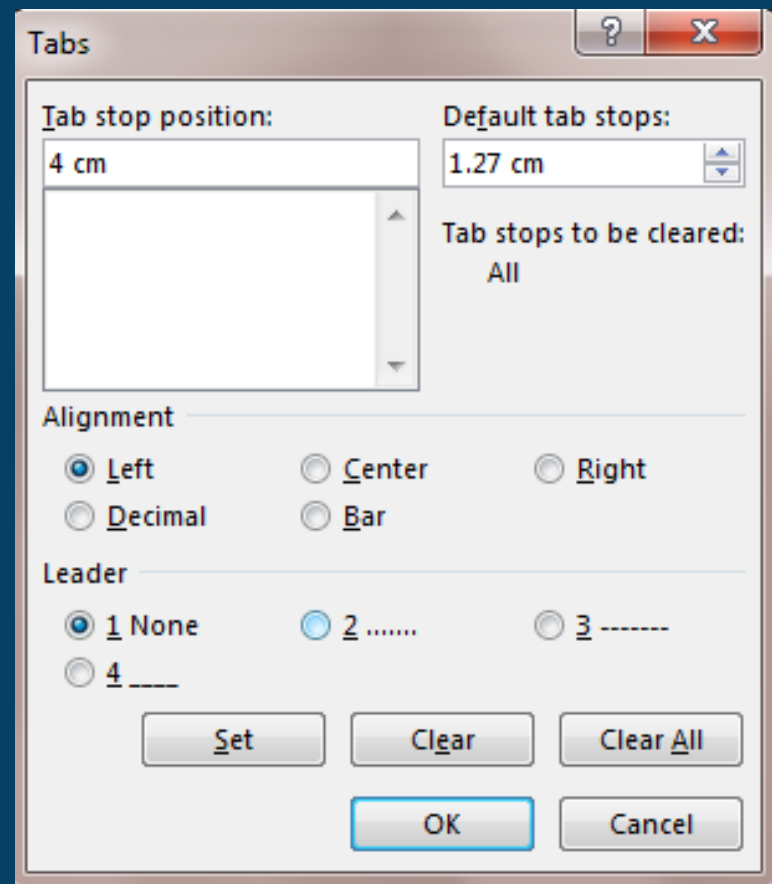 Tabs
?
Tab stop position: Default tab stops:
4 cm 1.27 cm
Tab stops to be cleared:
All
Alignment
Left Center Right
Decimal Bar
Leader
1 None 2 ....... 3 -------
4 ____
Set Clear Clear All
OK Cancel